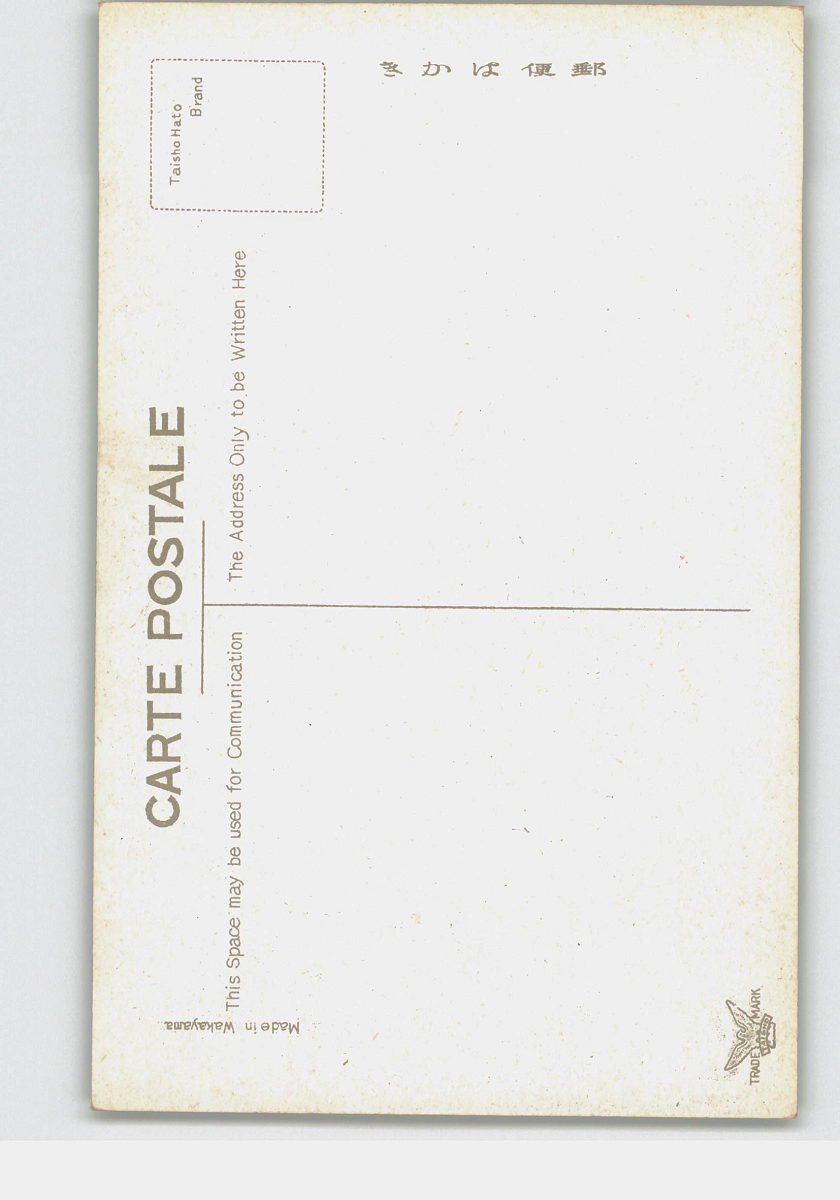 郵便はかき
Taisho Hato
Brand
CARTE POSTALE
This Space may be used for Communication
The Address Only to be Written Here
Made in Wakayama
TRADE MARK